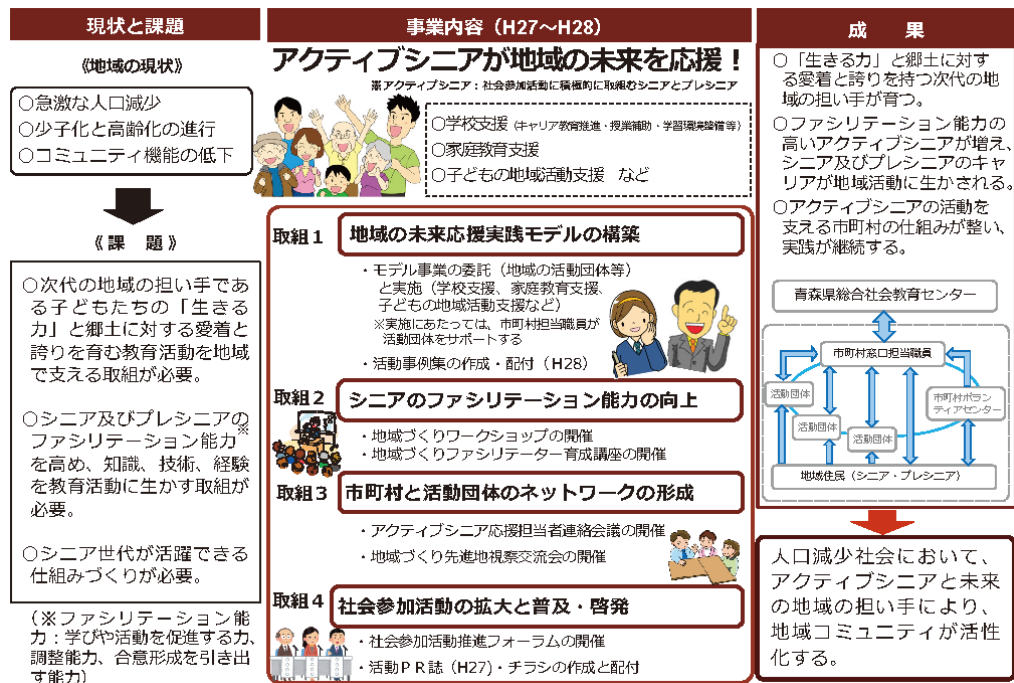 現状と課題
《地域の現状》
○急激な人口減少
○少子化と高齢化の進行
○コミュニティ機能の低下
《課　題》
○次代の地域の担い手であ
る子どもたちの「生きる
力」と郷土に対する愛着と
誇りを育む教育活動を地域
で支える取組が必要。
○シニア及びプレシニアの
ファシリテーション能力※
を高め、知識、技術、経験
を教育活動に生かす取組が
必要。
○シニア世代が活躍できる
仕組みづくりが必要。
(※ファシリテーション能
力：学びや活動を促進する力、
調整能力、合意形成を引き出
す能力)
事業内容（H27～H28）
アクティブシニアが地域の未来を応援！
※アクティブシニア：社会参加活動に積極的に取組むシニアとプレシニア
○学校支援（キャリア教育推進・授業補助・学習環境整備等）
○家庭教育支援
○子どもの地域活動支援　など
取組１　地域の未来応援実践モデルの構築
・モデル事業の委託（地域の活動団体等）
と実施（学校支援、家庭教育支援、
子どもの地域活動支援など）
※実施にあたっては、市町村担当職員が
活動団体をサポートする
・活動事例集の作成・配付（H28）
取組２　シニアのファシリテーション能力の向上
・地域づくりワークショップの開催
・地域づくりファシリテーター育成講座の開催
取組３　市町村と活動団体のネットワークの形成
・アクティブシニア応援担当者連絡会議の開催
・地域づくり先進地視察交流会の開催
取組４　社会参加活動の拡大と普及・啓発
・社会参加活動推進フォーラムの開催
・活動ＰＲ誌（H27）・チラシの作成と配付
成　果
○「生きる力」と郷土に対す
る愛着と誇りを持つ次代の地
域の担い手が育つ。
○ファシリテーション能力の
高いアクティブシニアが増え、
シニア及びプレシニアのキャ
リアが地域活動に生かされる。
○アクティブシニアの活動を
支える市町村の仕組みが整い、
実践が継続する。
青森県総合社会教育センター
市町村窓口担当職員
活動団体
市町村ボラン
ティアセンター
活動団体
活動団体
地域住民（シニア・プレシニア）
人口減少社会において、
アクティブシニアと未来
の地域の担い手により、
地域コミュニティが活性
化する。